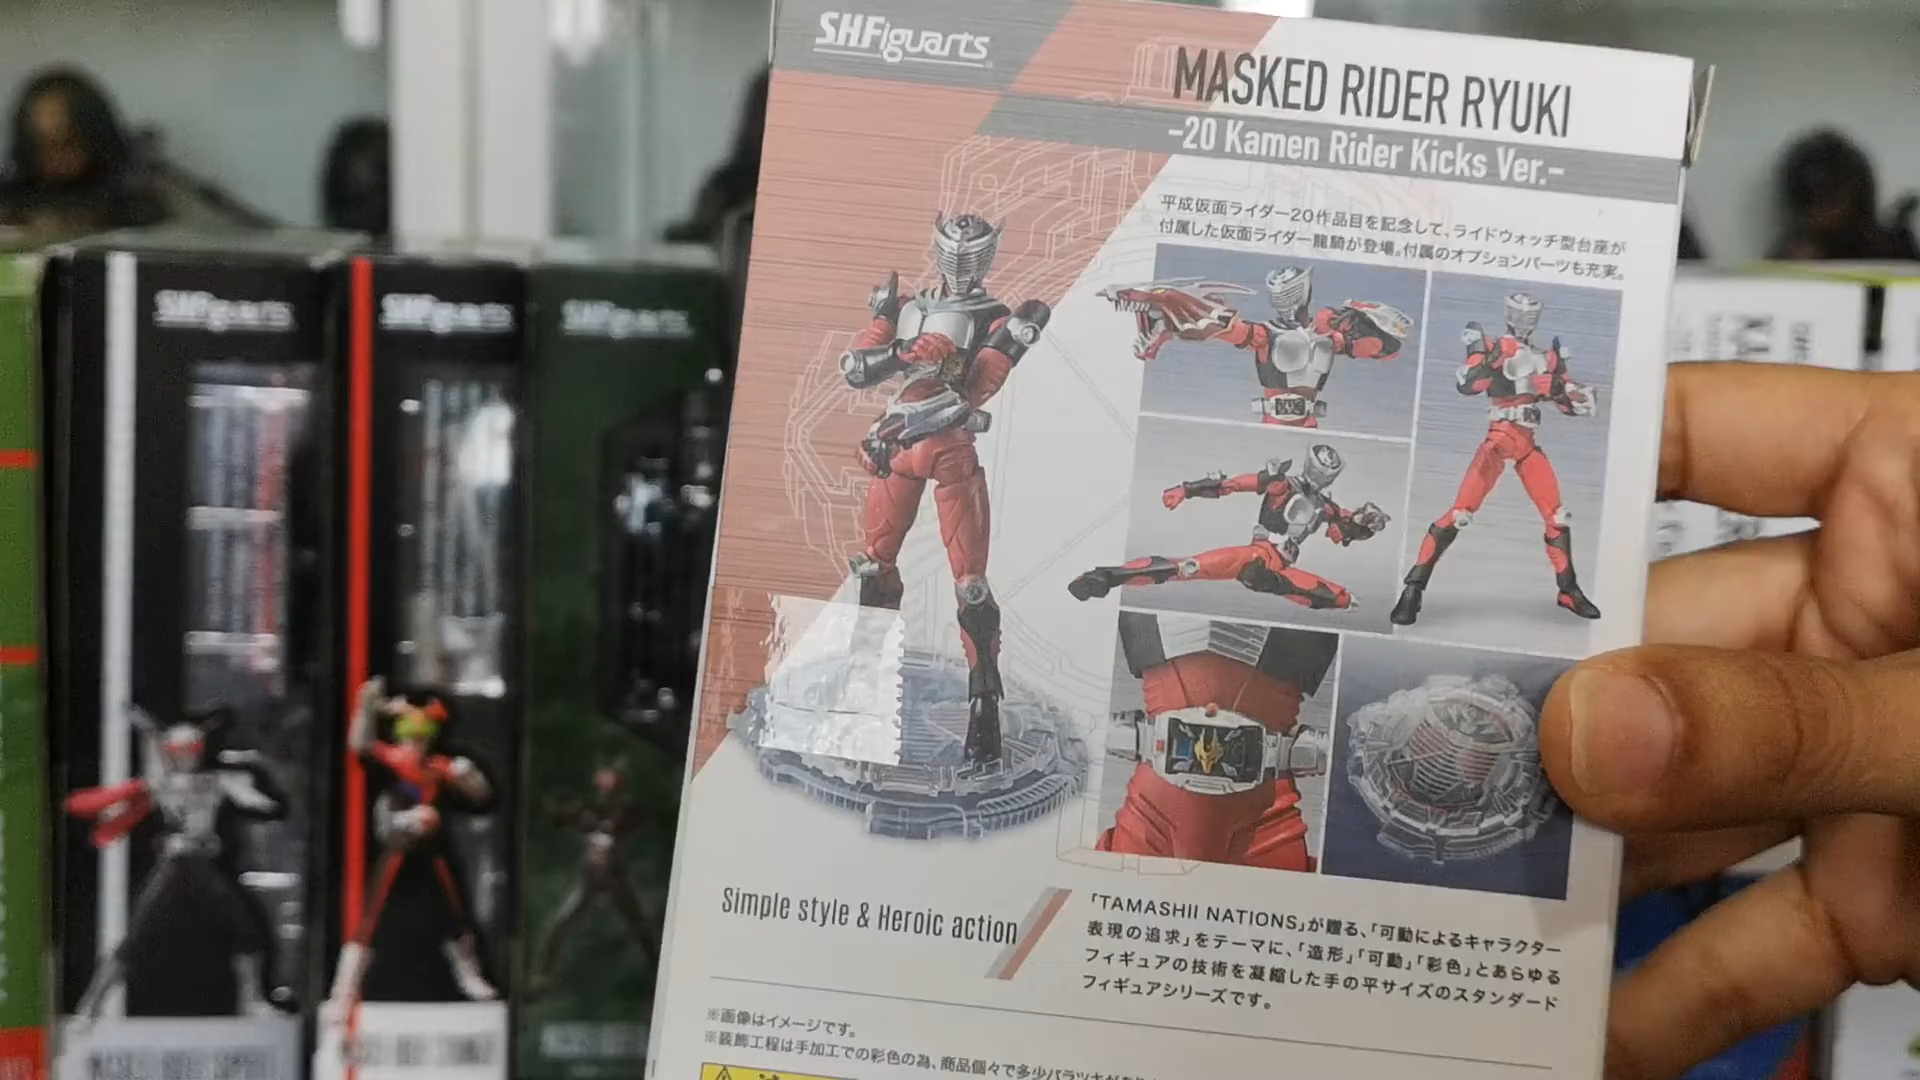 SHFiguarts
MASKED RIDER RYUKI
-20 Kamen Rider Kicks Ver.-
平成仮面ライダー20作品目を記念して、ライドウォッチ型台座が
付属した仮面ライダー龍騎が登場。付属のオプションパーツも充実。
SHFiguarts
SHFiguarts
SHFiguarts
Simple style & Heroic action
「TAMASHII NATIONS」が贈る、「可動によるキャラクター
表現の追求」をテーマに、「造形」「可動」「彩色」とあらゆる
フィギュアの技術を凝縮した手の平サイズのスタンダード
フィギュアシリーズです。
※画像はイメージです。
※装飾工程は手加工での彩色の為、商品個々で多少バラツキがあり